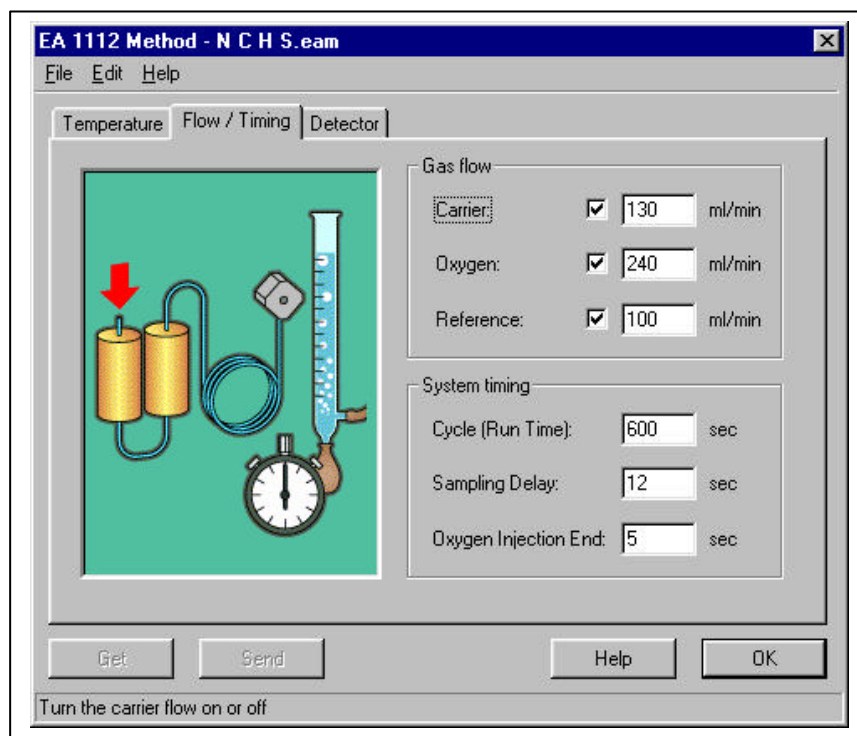 EA 1112 Method - N C H S.eam
File Edit Help
Temperature Flow / Timing Detector
Gas flow
Carrier: 130 ml/min
Oxygen: 240 ml/min
Reference: 100 ml/min
System timing
Cycle (Run Time): 600 sec
Sampling Delay: 12 sec
Oxygen Injection End: 5 sec
Get Send Help OK
Turn the carrier flow on or off